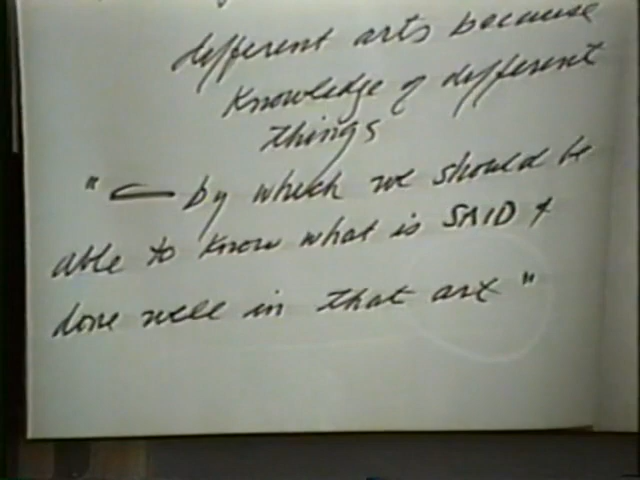 different arts because
Knowledge of different
things
"— by which we should be
able to know what is SAID &
done well in that art"